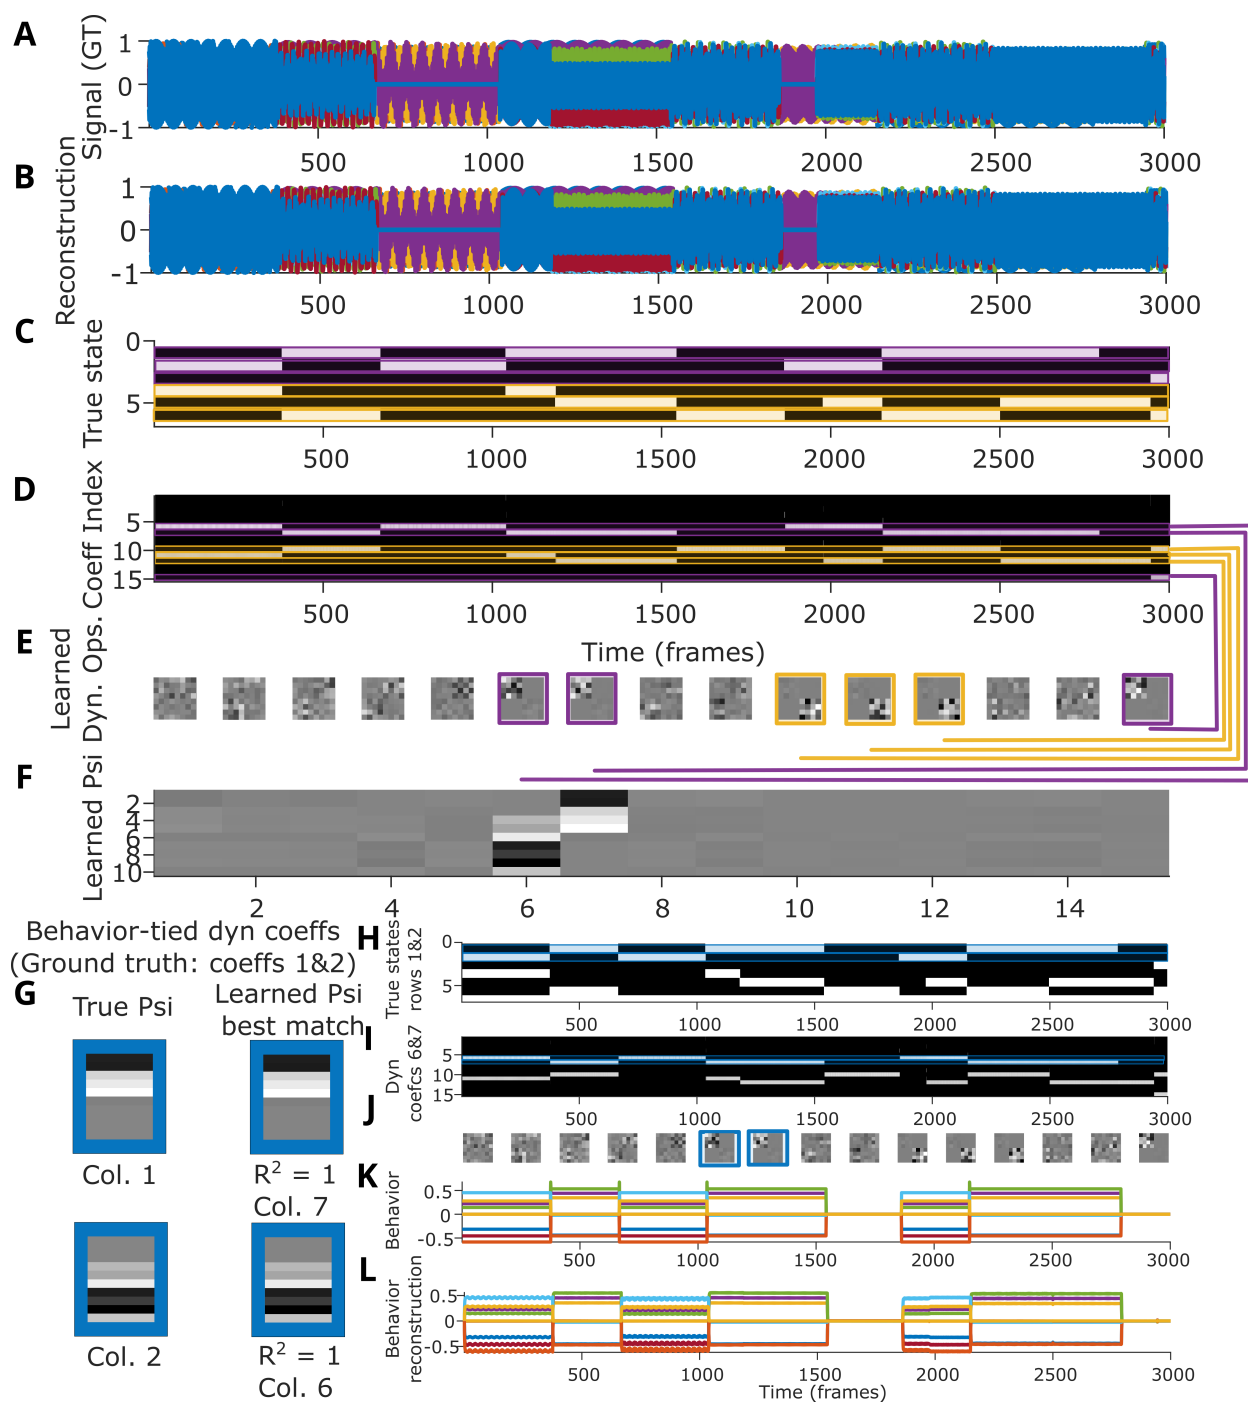 A
Signal (GT)
1
0
-1
500
1000
1500
2000
2500
3000
B
Reconstruction
1
0
-1
500
1000
1500
2000
2500
3000
C
True state
0
5
500
1000
1500
2000
2500
3000
D
Coeff Index
5
10
15
500
1000
1500
2000
2500
3000
Time (frames)
E
Learned
Dyn. Ops.
F
Learned Psi
2
4
6
8
10
2
4
6
8
10
12
14
Behavior-tied dyn coeffs
(Ground truth: coeffs 1&2)
G
True Psi
Learned Psi
best match
Col. 1
R² = 1
Col. 7
Col. 2
R² = 1
Col. 6
H
True states
rows 1&2
0
5
500
1000
1500
2000
2500
3000
I
Dyn
coefcs 6&7
5
10
15
500
1000
1500
2000
2500
3000
J
K
Behavior
0.5
0
-0.5
500
1000
1500
2000
2500
3000
L
Behavior
reconstruction
0.5
0
-0.5
500
1000
1500
2000
2500
3000
Time (frames)